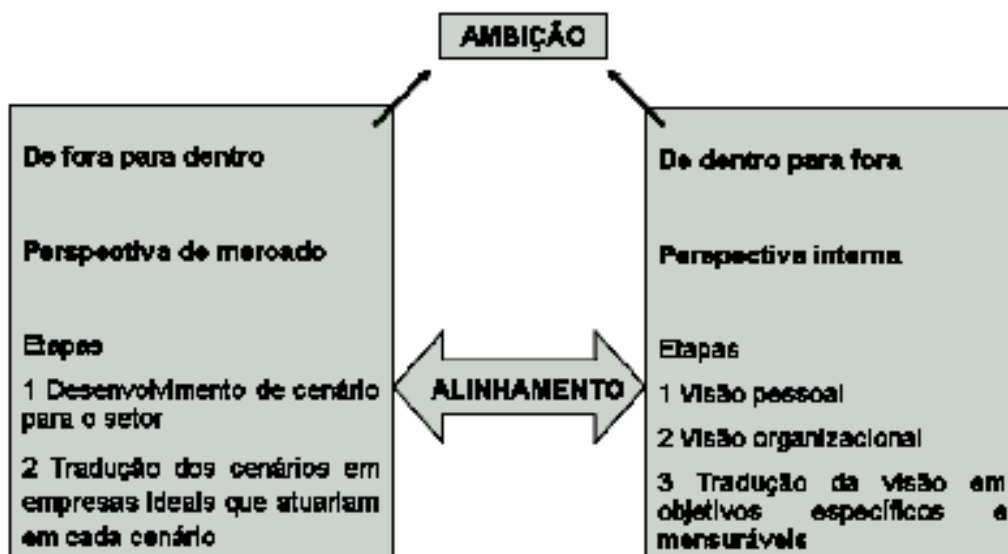 AMBIÇÃO
De fora para dentro
Perspectiva de mercado
Etapas
1 Desenvolvimento de cenário
para o setor
2 Tradução dos cenários em
empresas ideais que atuariam
em cada cenário
ALINHAMENTO
De dentro para fora
Perspectiva interna
Etapas
1 Visão pessoal
2 Visão organizacional
3 Tradução da visão em
objetivos específicos e
mensuráveis